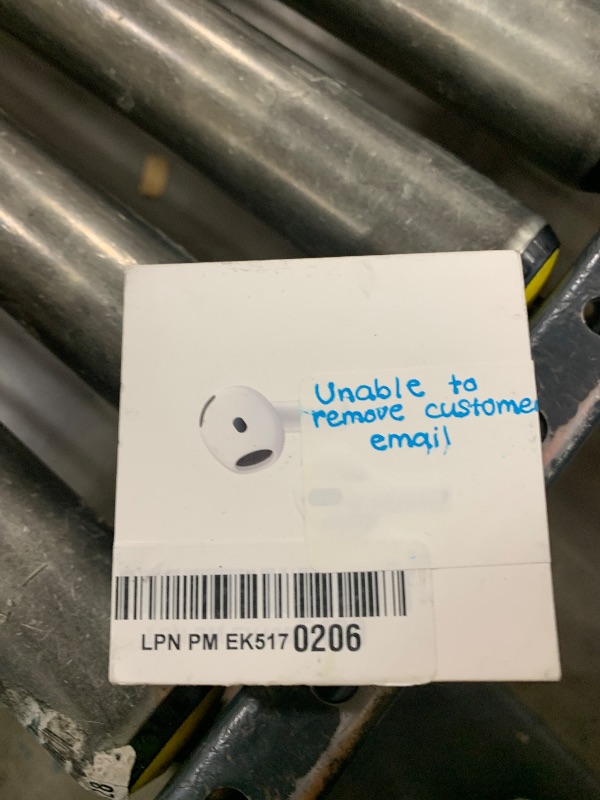 Unable to
remove customer
email
LPN PM EK517 0206